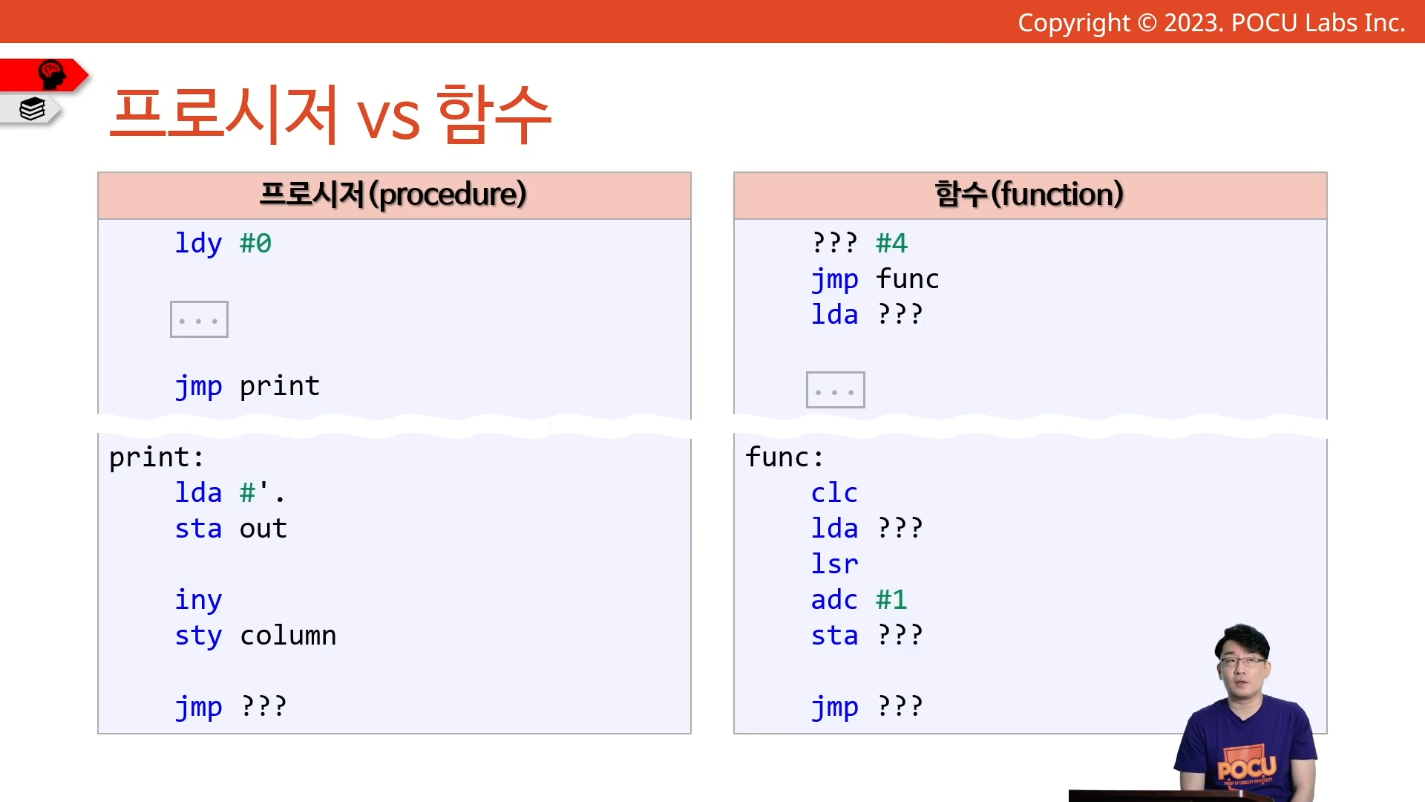 Copyright © 2023. POCU Labs Inc.
프로시저 vs 함수
프로시저(procedure)
ldy #0
...
jmp print
print:
lda #'.
sta out
iny
sty column
jmp ???
함수(function)
??? #4
jmp func
lda ???
...
func:
clc
lda ???
lsr
adc #1
sta ???
jmp ???
POCU